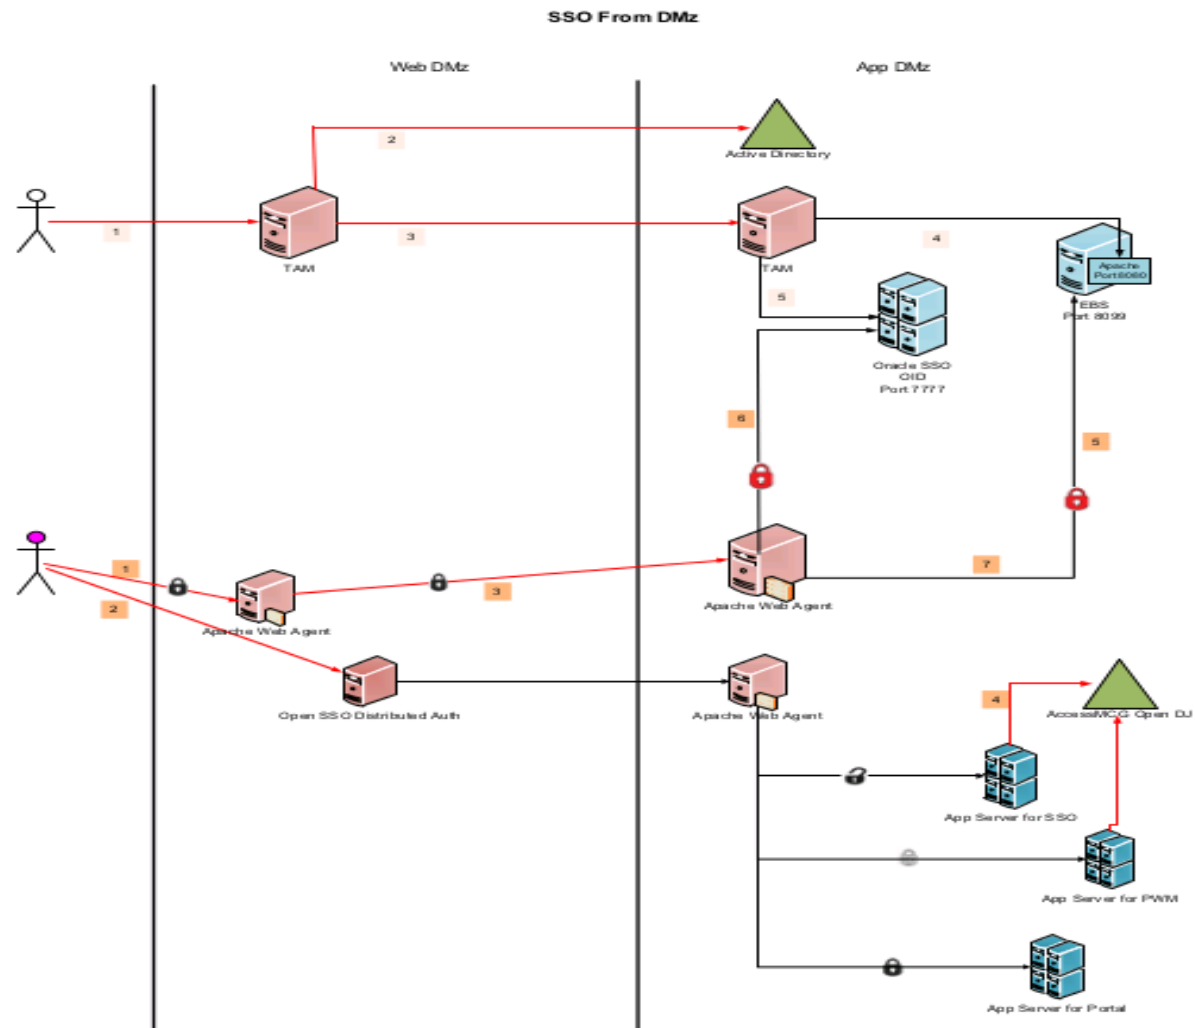 SSO From DMz
Web DMz
App DMz
2
Active Directory
1
3
4
TAM
TAM
Apache
Port 8080
5
EBS
Port 8099
Oracle SSO
OID
Port 7777
6
5
1
2
3
7
Apache Web Agent
Apache Web Agent
Open SSO Distributed Auth
Apache Web Agent
4
AccessMCG Open DJ
App Server for SSO
App Server for PWM
App Server for Portal